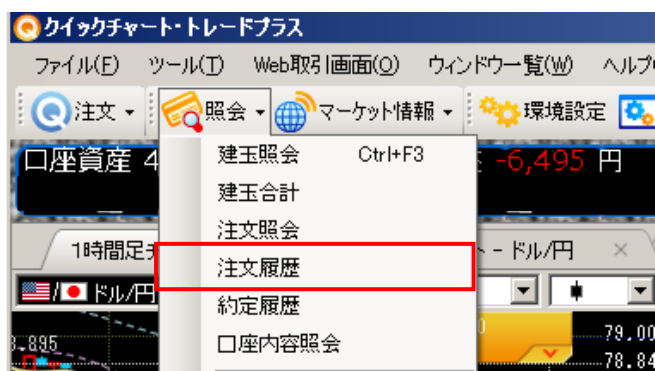 クイックチャート・トレードプラス
ファイル(F) ツール(T) Web取引画面(O) ウィンドウ一覧(W) ヘルプ
注文 照会 マーケット情報 環境設定
口座資産 4 -6,495 円
建玉照会 Ctrl+F3
建玉合計
注文照会
1時間足チ ト - ドル/円 ×
注文履歴
ドル/円
約定履歴
口座内容照会
79.00
8.895
78.84